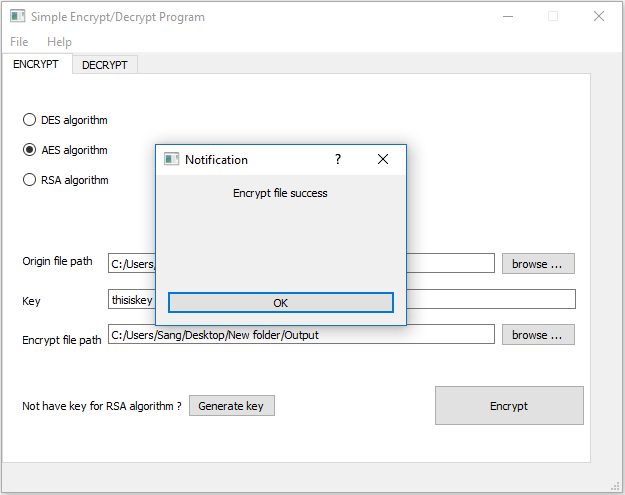 Simple Encrypt/Decrypt Program
File Help
ENCRYPT DECRYPT
DES algorithm
AES algorithm
RSA algorithm
Notification ?
Encrypt file success
OK
Origin file path C:/Users/ browse ...
Key thisiskey
Encrypt file path C:/Users/Sang/Desktop/New folder/Output browse ...
Not have key for RSA algorithm ? Generate key Encrypt